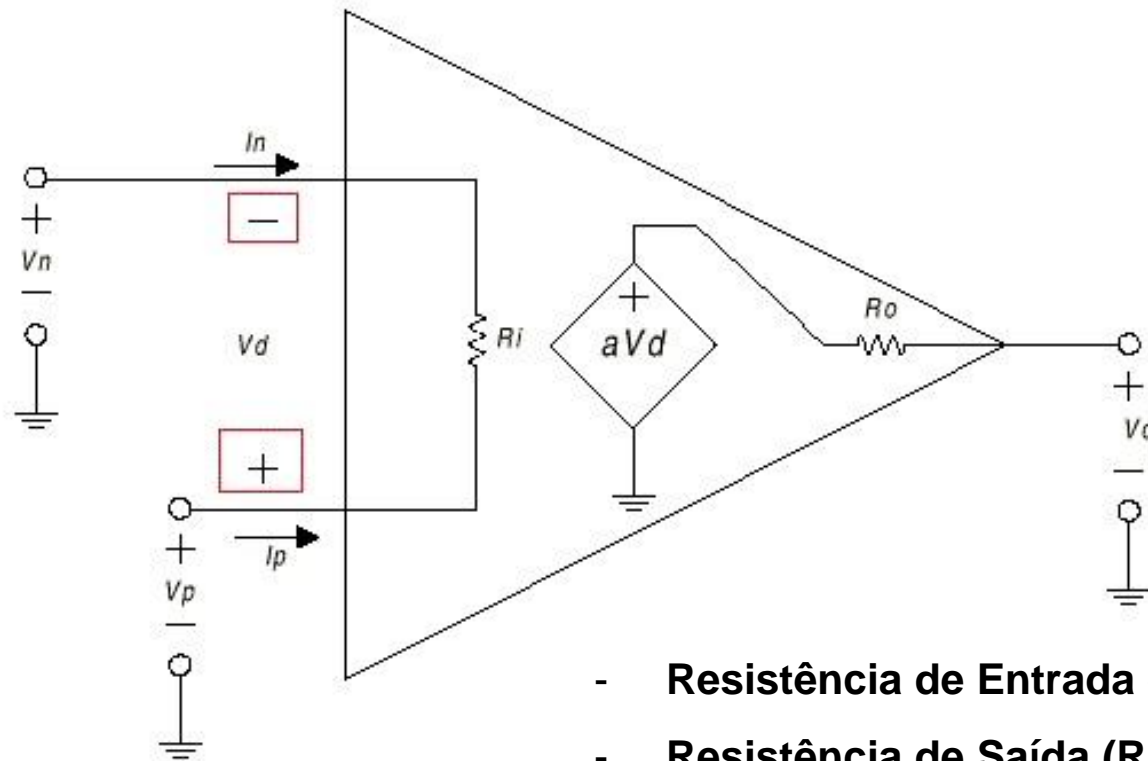 In
−
+
Vn
−
Vd
Ri
+
aVd
Ro
+
−
+
Ip
+
Vp
−
- Resistência de Entrada
- Resistência de Saída